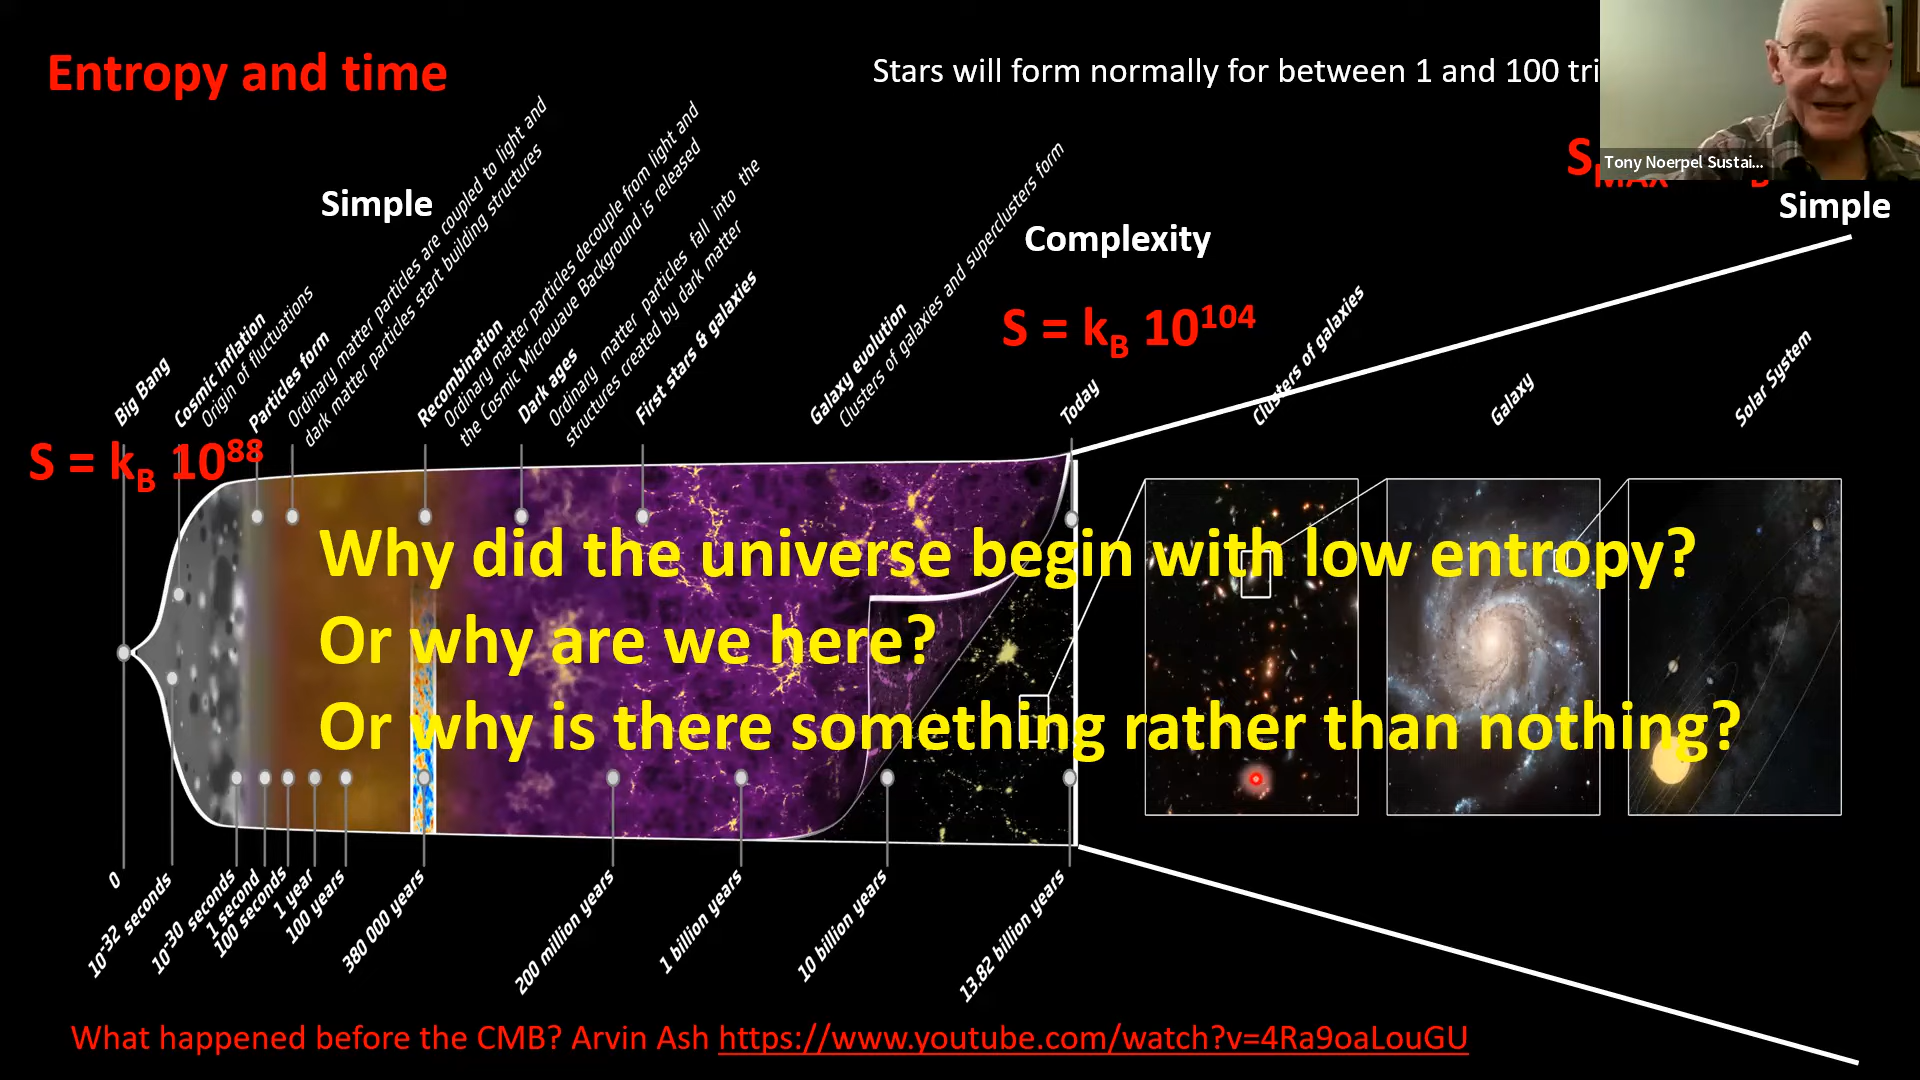 Entropy and time
Stars will form normally for between 1 and 100 tri
Tony Noerpel Sustai...
S
Simple
Simple
Complexity
S = kB 10^104
S = kB 10^88
Big Bang
Cosmic inflation
Origin of fluctuations
Particles form
Ordinary matter particles are coupled to light and
dark matter particles start building structures
Recombination
Ordinary matter particles decouple from light and
the Cosmic Microwave Background is released
Dark ages
Ordinary matter particles fall into the
structures created by dark matter
First stars & galaxies
Galaxy evolution
Clusters of galaxies and superclusters form
Today
Clusters of galaxies
Galaxy
Solar System
Why did the universe begin with low entropy?
Or why are we here?
Or why is there something rather than nothing?
0
10-32 seconds
10-30 seconds
1 second
100 seconds
1 year
100 years
380 000 years
200 million years
1 billion years
10 billion years
13.82 billion years
What happened before the CMB? Arvin Ash https://www.youtube.com/watch?v=4Ra9oaLouGU